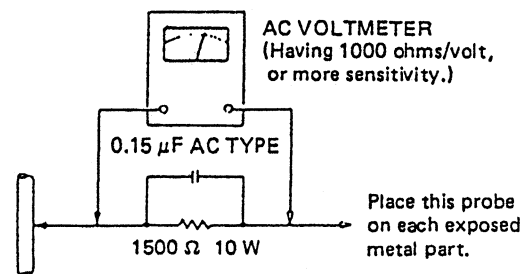 AC VOLTMETER
(Having 1000 ohms/volt,
or more sensitivity.)
0.15 μF AC TYPE
1500 Ω 10 W
Place this probe
on each exposed
metal part.